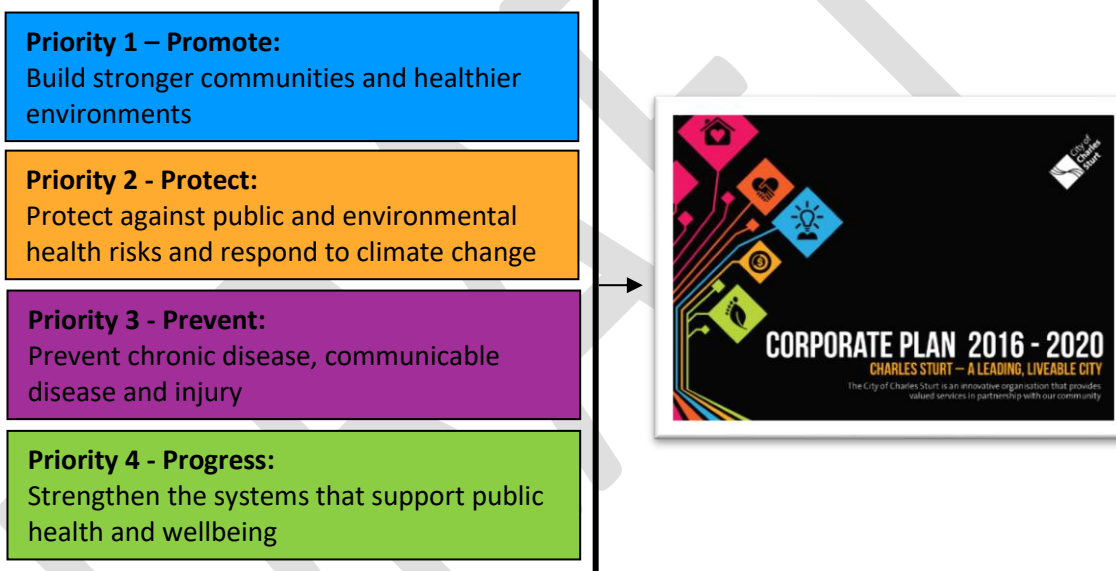 Priority 1 – Promote:
Build stronger communities and healthier
environments
Priority 2 - Protect:
Protect against public and environmental
health risks and respond to climate change
Priority 3 - Prevent:
Prevent chronic disease, communicable
disease and injury
Priority 4 - Progress:
Strengthen the systems that support public
health and wellbeing
City of
Charles
Sturt
CORPORATE PLAN 2016 - 2020
CHARLES STURT – A LEADING, LIVEABLE CITY
The City of Charles Sturt is an innovative organisation that provides
valued services in partnership with our community